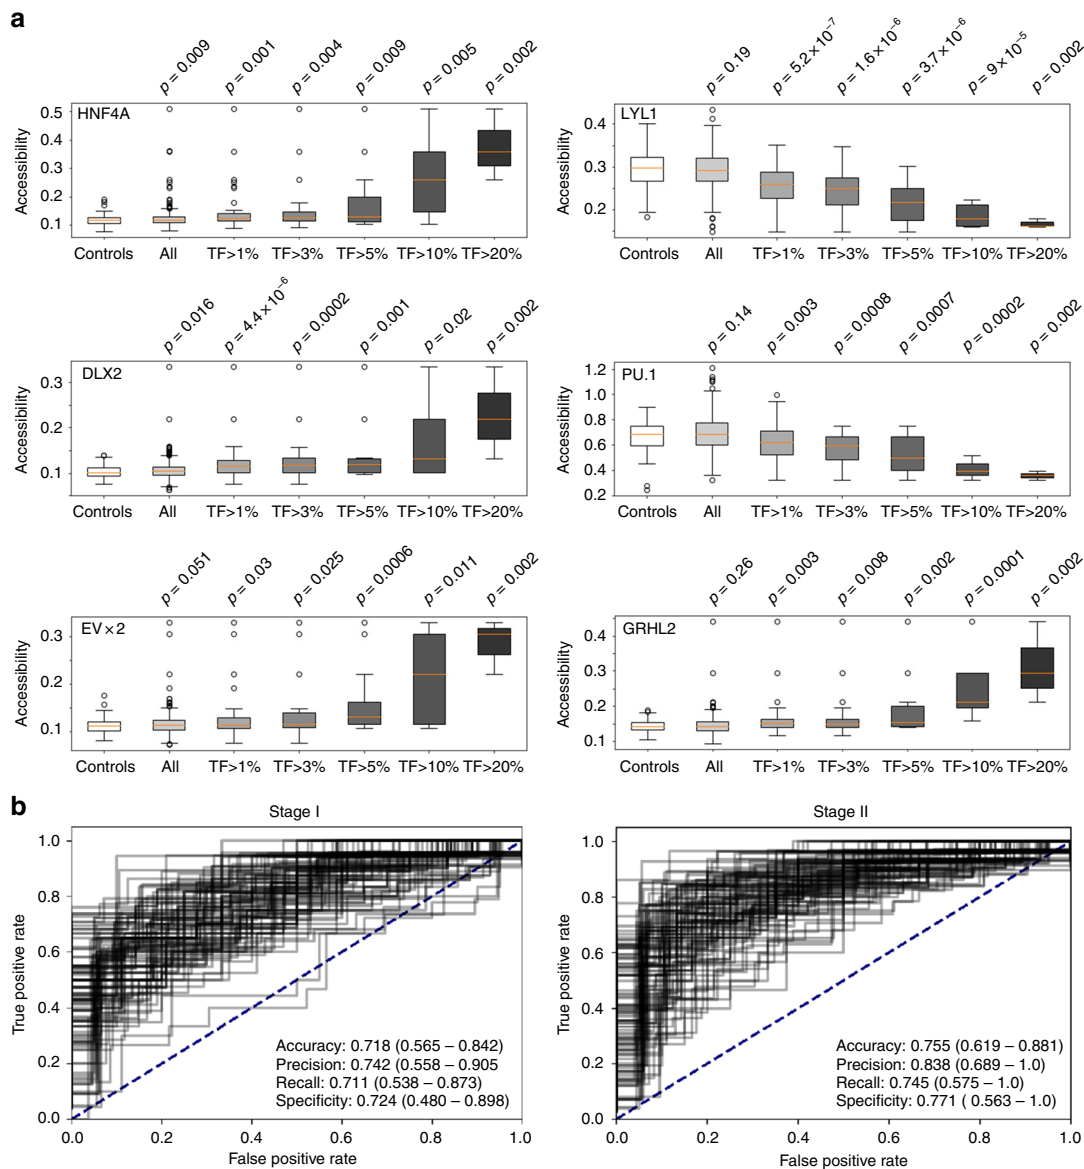 a
p = 0.009
p = 0.001
p = 0.004
p = 0.009
p = 0.005
p = 0.002
HNF4A
Accessibility
0.5
0.4
0.3
0.2
0.1
Controls All TF>1% TF>3% TF>5% TF>10% TF>20%
p = 0.19
p = 5.2×10⁻⁷
p = 1.6×10⁻⁶
p = 3.7×10⁻⁶
p = 9×10⁻⁵
p = 0.002
LYL1
Accessibility
0.4
0.3
0.2
Controls All TF>1% TF>3% TF>5% TF>10% TF>20%
p = 0.016
p = 4.4×10⁻⁶
p = 0.0002
p = 0.001
p = 0.02
p = 0.002
DLX2
Accessibility
0.3
0.2
0.1
Controls All TF>1% TF>3% TF>5% TF>10% TF>20%
p = 0.14
p = 0.003
p = 0.0008
p = 0.0007
p = 0.0002
p = 0.002
PU.1
Accessibility
1.2
1.0
0.8
0.6
0.4
0.2
Controls All TF>1% TF>3% TF>5% TF>10% TF>20%
p = 0.051
p = 0.03
p = 0.025
p = 0.0006
p = 0.011
p = 0.002
EV×2
Accessibility
0.3
0.2
0.1
Controls All TF>1% TF>3% TF>5% TF>10% TF>20%
p = 0.26
p = 0.003
p = 0.008
p = 0.002
p = 0.0001
p = 0.002
GRHL2
Accessibility
0.4
0.3
0.2
0.1
Controls All TF>1% TF>3% TF>5% TF>10% TF>20%
b
Stage I
True positive rate
1.0
0.8
0.6
0.4
0.2
0.0
Accuracy: 0.718 (0.565 – 0.842)
Precision: 0.742 (0.558 – 0.905
Recall: 0.711 (0.538 – 0.873)
Specificity: 0.724 (0.480 – 0.898)
0.0 0.2 0.4 0.6 0.8 1.0
False positive rate
Stage II
True positive rate
1.0
0.8
0.6
0.4
0.2
0.0
Accuracy: 0.755 (0.619 – 0.881)
Precision: 0.838 (0.689 – 1.0)
Recall: 0.745 (0.575 – 1.0)
Specificity: 0.771 ( 0.563 – 1.0)
0.0 0.2 0.4 0.6 0.8 1.0
False positive rate